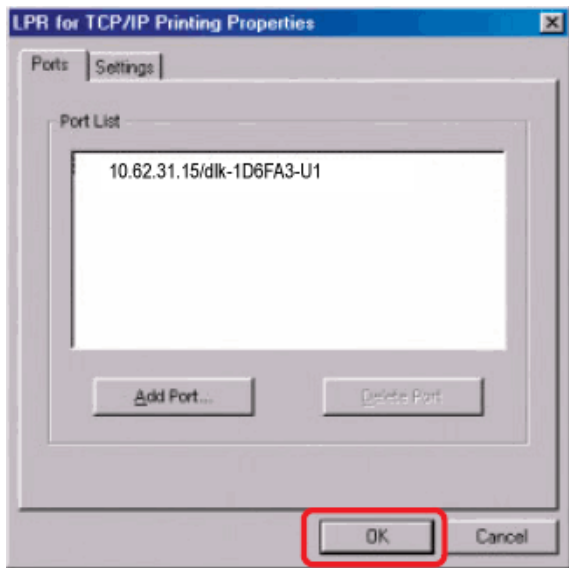 LPR for TCP/IP Printing Properties
Ports
Settings
Port List
10.62.31.15/dlk-1D6FA3-U1
Add Port...
Delete Port
OK
Cancel